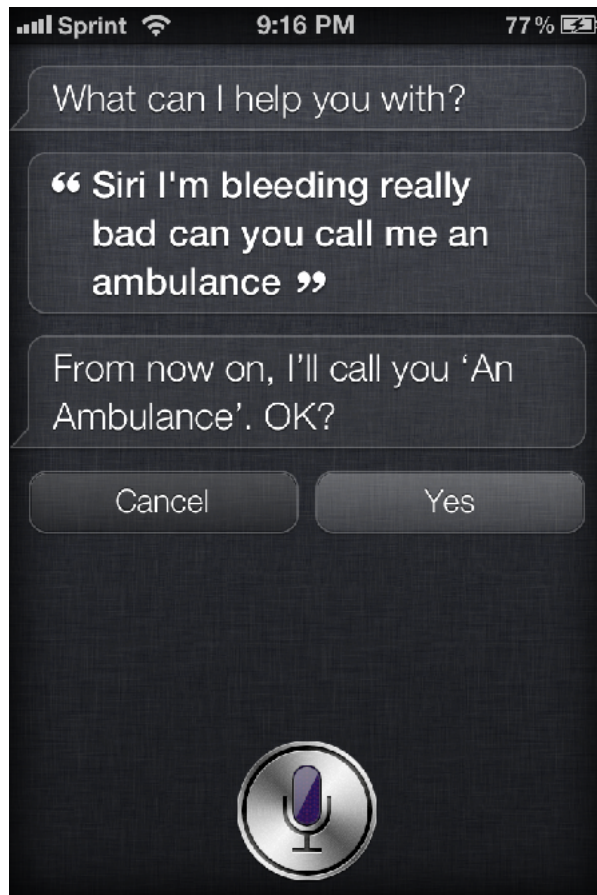 Sprint 9:16 PM 77%
What can I help you with?
“ Siri I'm bleeding really
bad can you call me an
ambulance ”
From now on, I’ll call you ‘An
Ambulance’. OK?
Cancel Yes